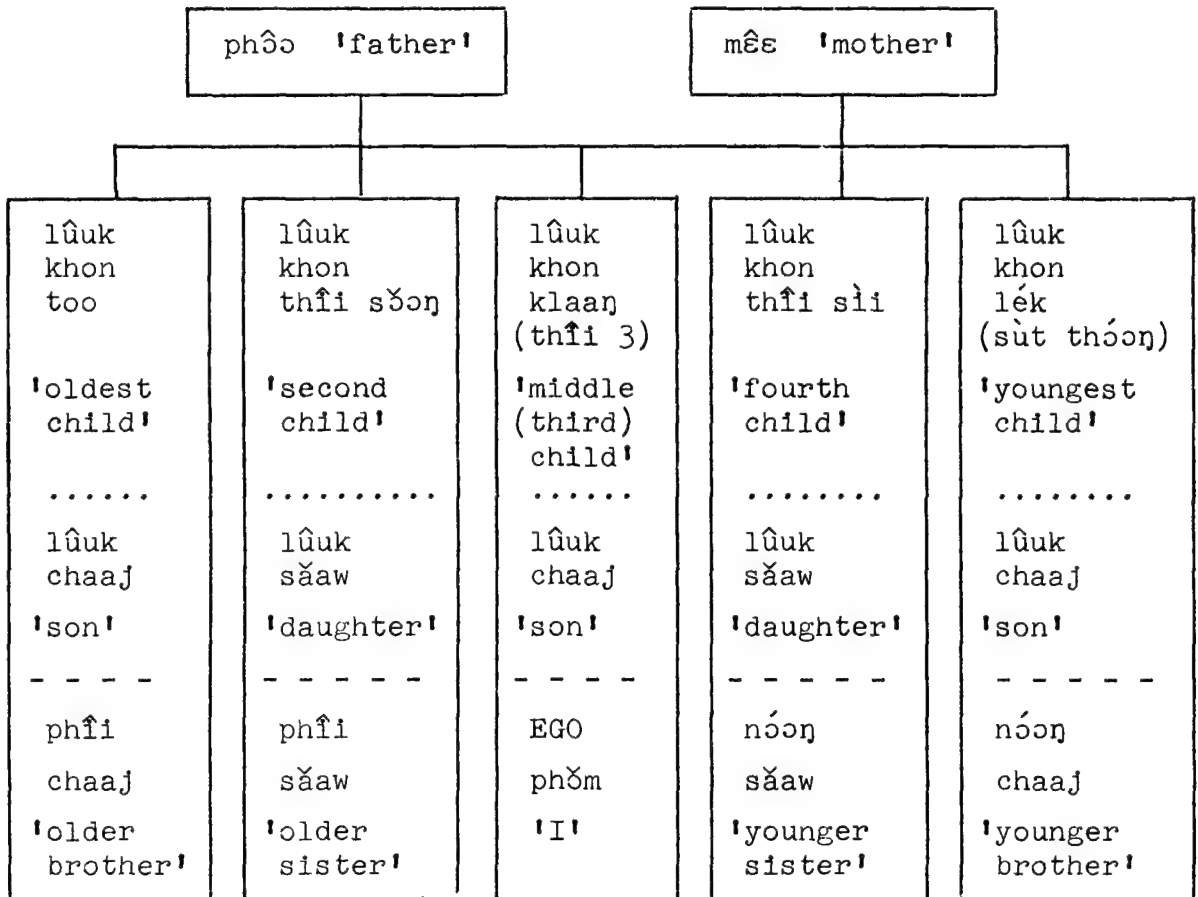 phɔ̂ɔ 'father'
mɛ̂ɛ 'mother'
lûuk
khon
too
'oldest
child'
......
lûuk
chaaj
'son'
- - - -
phîi
chaaj
'older
brother'
lûuk
khon
thîi sɔ̌ɔŋ
'second
child'
..........
lûuk
sǎaw
'daughter'
- - - - -
phîi
sǎaw
'older
sister'
lûuk
khon
klaaŋ
(thîi 3)
'middle
(third)
child'
......
lûuk
chaaj
'son'
- - - -
EGO
phǒm
'I'
lûuk
khon
thîi sìi
'fourth
child'
........
lûuk
sǎaw
'daughter'
- - - - -
nɔ́ɔŋ
sǎaw
'younger
sister'
lûuk
khon
lék
(sùt thɔ́ɔŋ)
'youngest
child'
........
lûuk
chaaj
'son'
- - - - -
nɔ́ɔŋ
chaaj
'younger
brother'